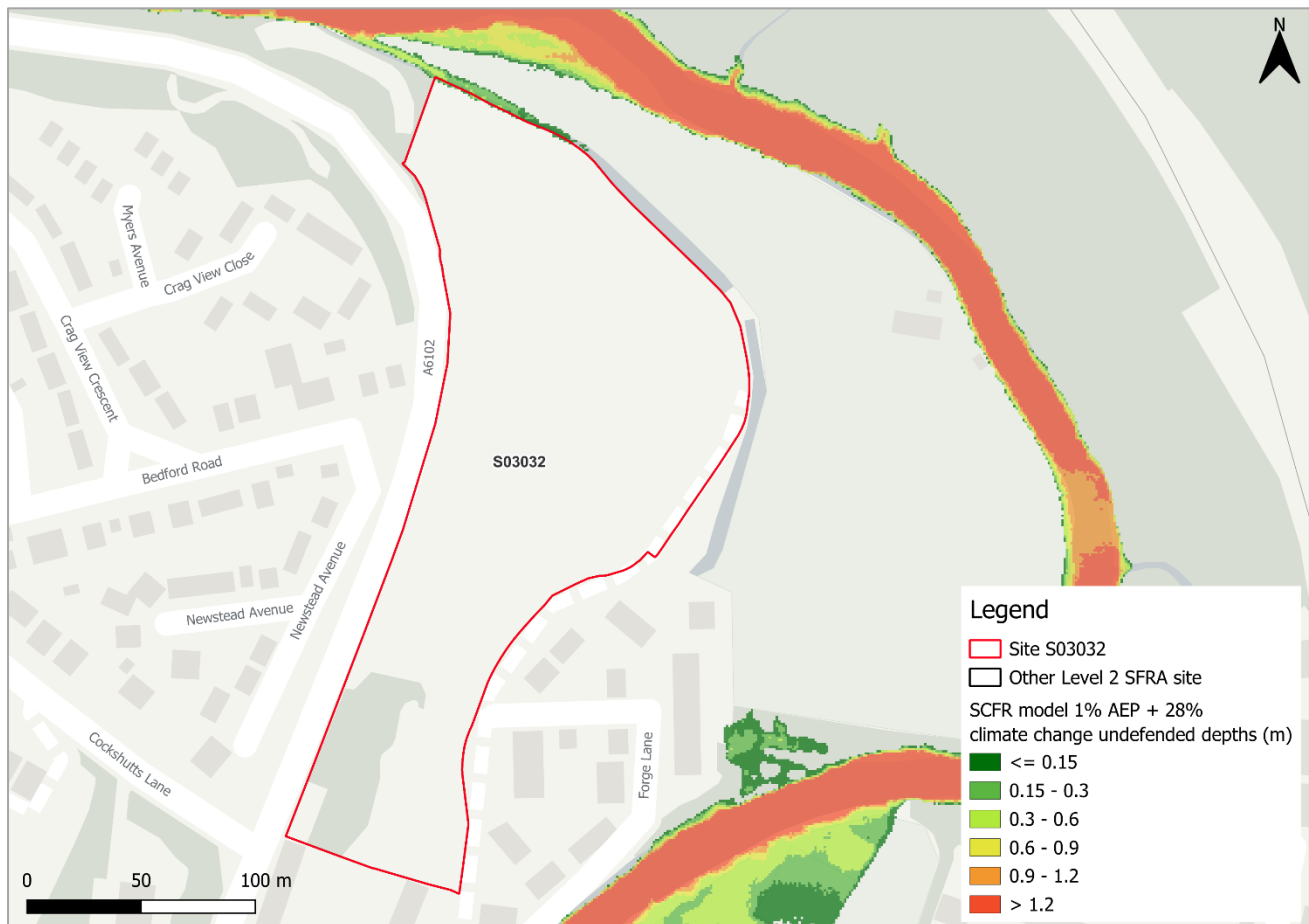 N
Myers Avenue
Crag View Close
Crag View Crescent
A6102
Bedford Road
S03032
Newstead Avenue
Newstead Avenue
Cockshutts Lane
Forge Lane
0 50 100 m
Legend
Site S03032
Other Level 2 SFRA site
SCFR model 1% AEP + 28%
climate change undefended depths (m)
<= 0.15
0.15 - 0.3
0.3 - 0.6
0.6 - 0.9
0.9 - 1.2
> 1.2